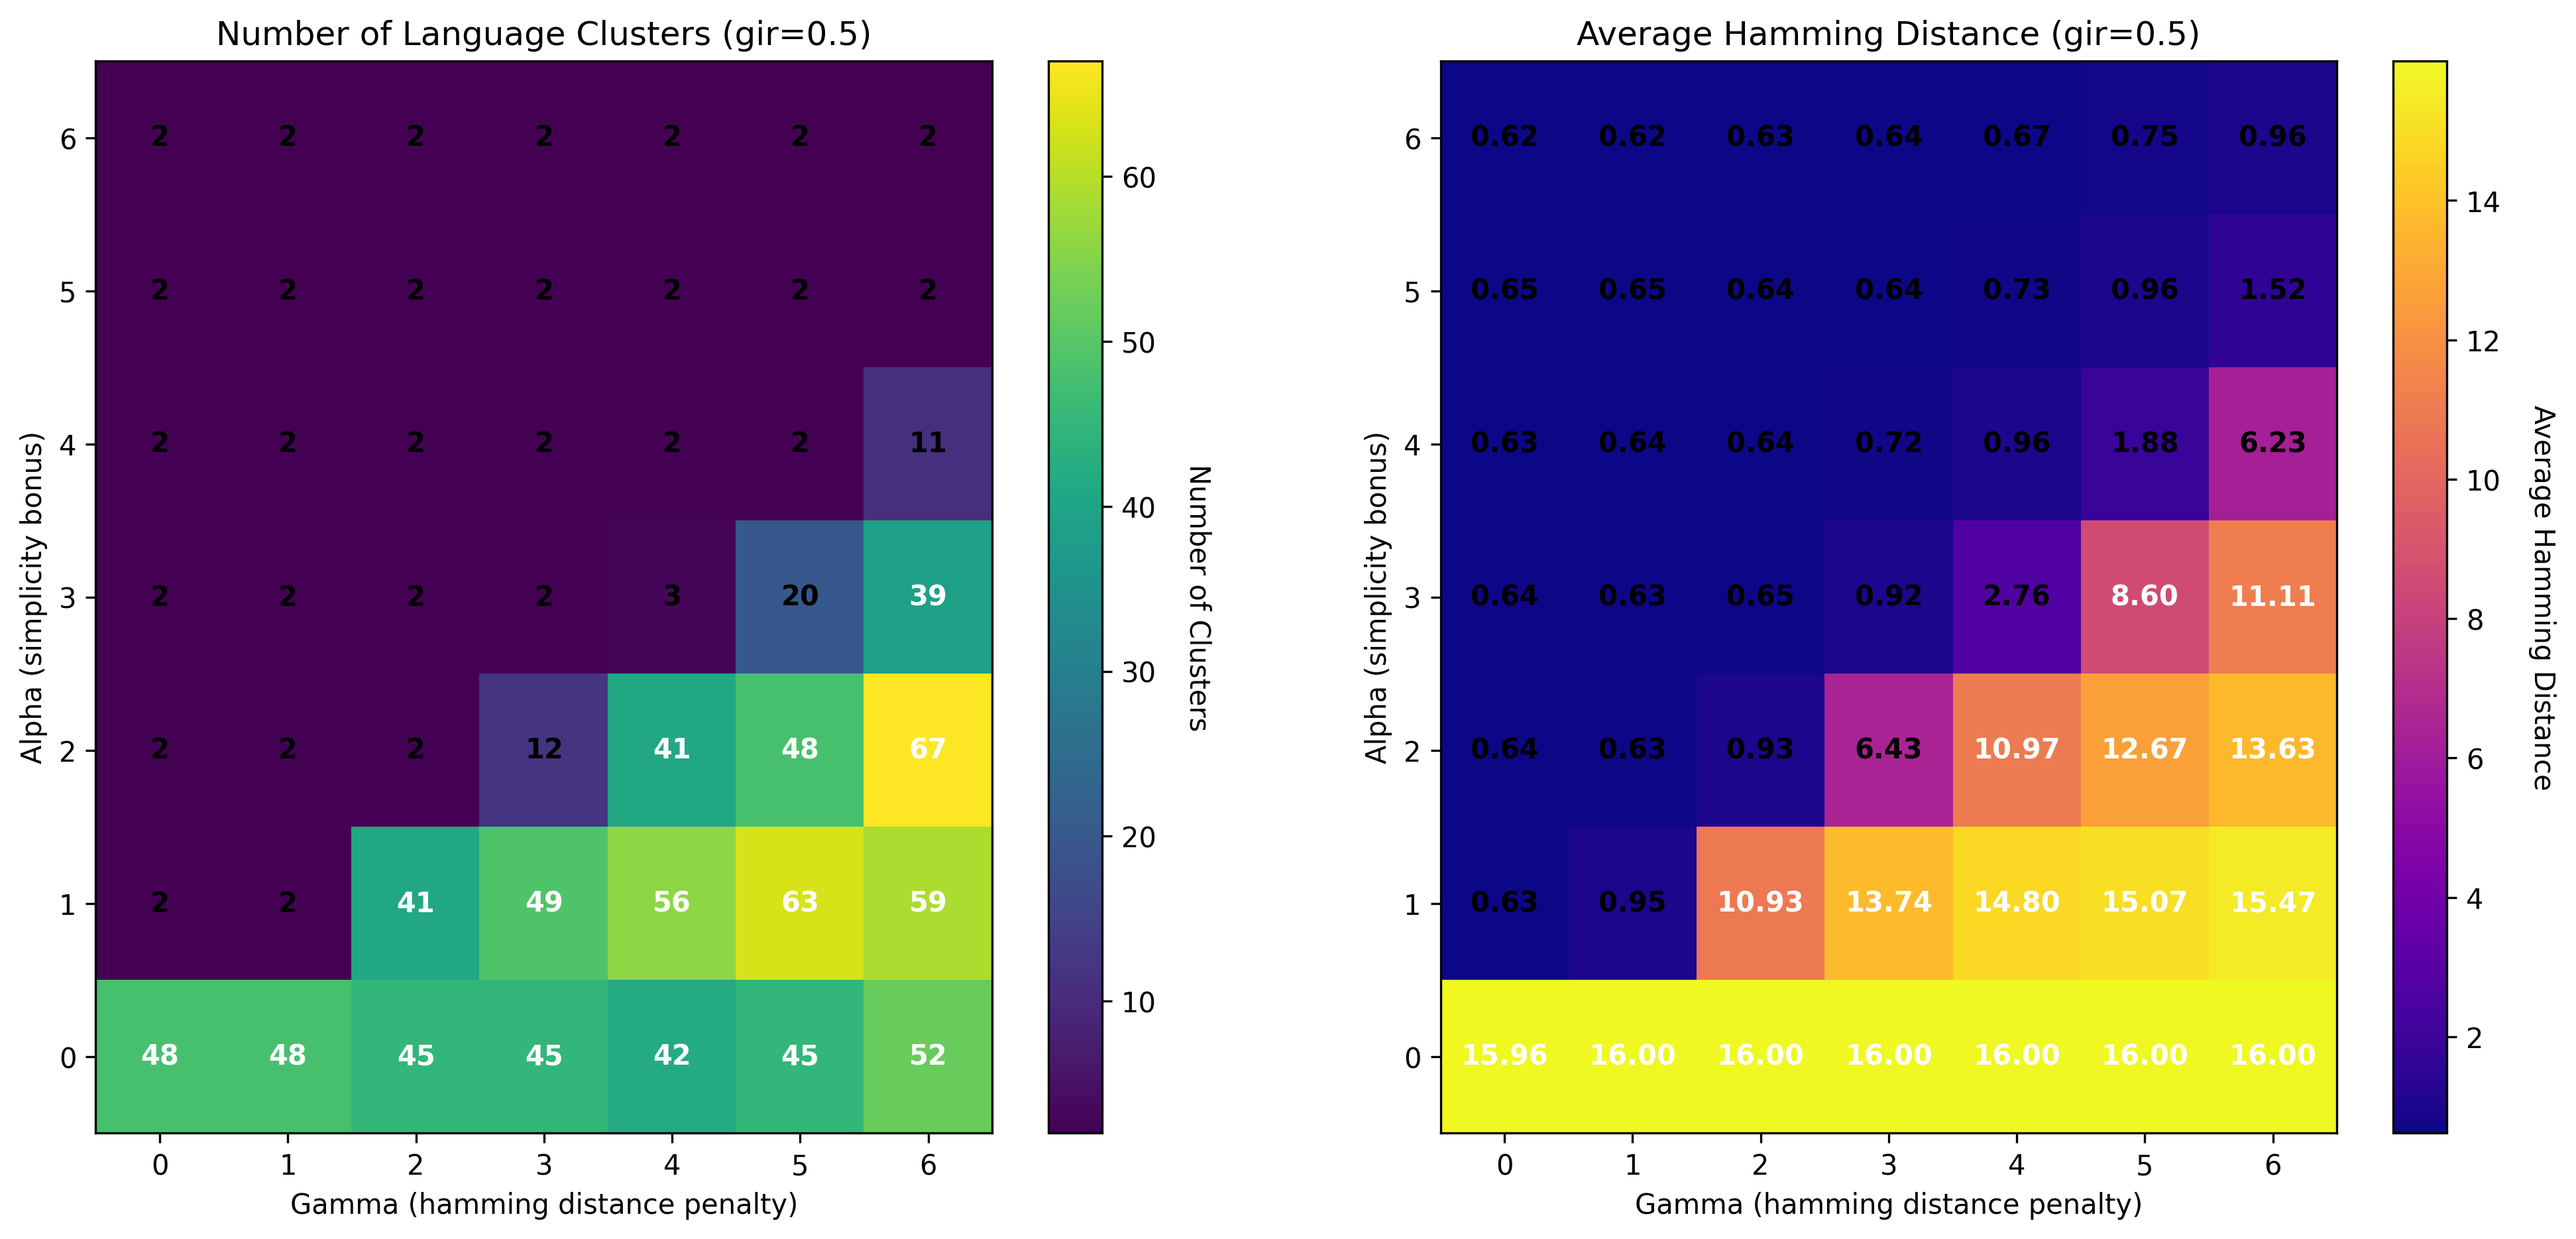 Number of Language Clusters (gir=0.5)
Alpha (simplicity bonus)
6 2 2 2 2 2 2 2
5 2 2 2 2 2 2 2
4 2 2 2 2 2 2 11
3 2 2 2 2 3 20 39
2 2 2 2 12 41 48 67
1 2 2 41 49 56 63 59
0 48 48 45 45 42 45 52
0 1 2 3 4 5 6
Gamma (hamming distance penalty)
60
50
40
30
20
10
Number of Clusters
Average Hamming Distance (gir=0.5)
Alpha (simplicity bonus)
6 0.62 0.62 0.63 0.64 0.67 0.75 0.96
5 0.65 0.65 0.64 0.64 0.73 0.96 1.52
4 0.63 0.64 0.64 0.72 0.96 1.88 6.23
3 0.64 0.63 0.65 0.92 2.76 8.60 11.11
2 0.64 0.63 0.93 6.43 10.97 12.67 13.63
1 0.63 0.95 10.93 13.74 14.80 15.07 15.47
0 15.96 16.00 16.00 16.00 16.00 16.00 16.00
0 1 2 3 4 5 6
Gamma (hamming distance penalty)
14
12
10
8
6
4
2
Average Hamming Distance